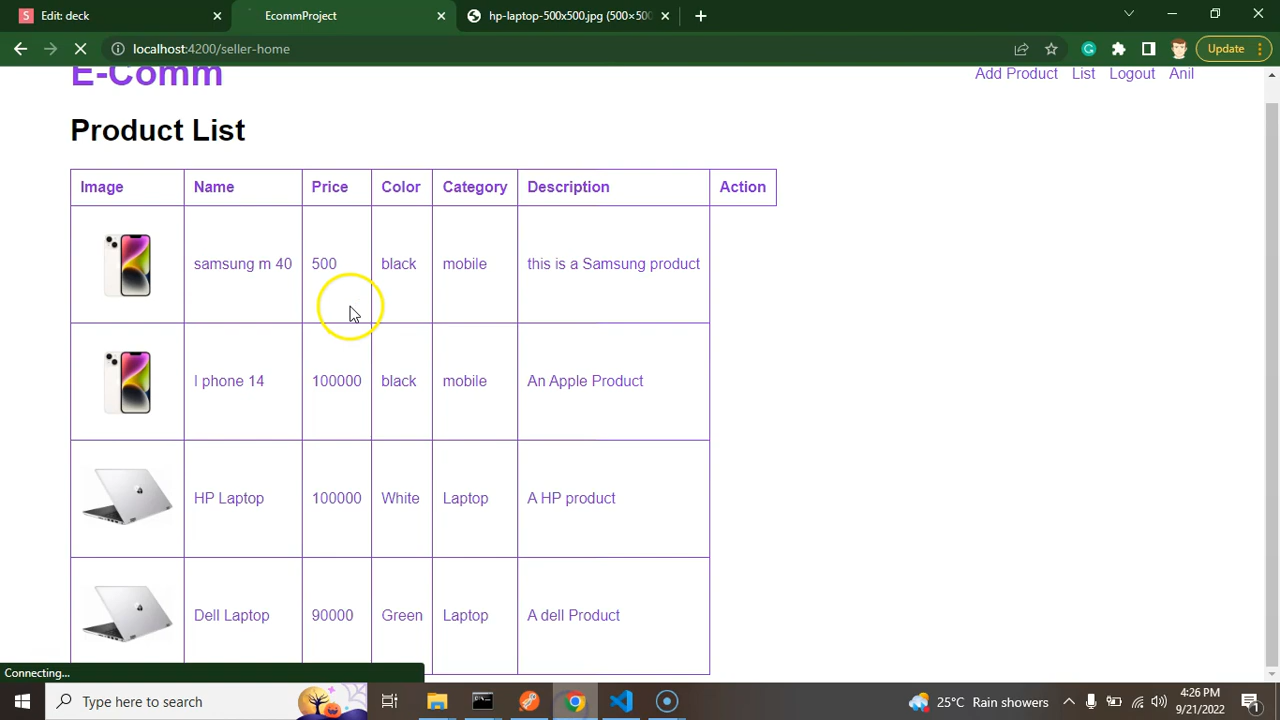 Edit: deck
EcommProject
hp-laptop-500x500.jpg (500×500
localhost:4200/seller-home
Update
E-Comm
Add Product List Logout Anil
Product List
Image Name Price Color Category Description Action
samsung m 40 500 black mobile this is a Samsung product
I phone 14 100000 black mobile An Apple Product
HP Laptop 100000 White Laptop A HP product
Dell Laptop 90000 Green Laptop A dell Product
Connecting...
Type here to search
25°C Rain showers
4:26 PM
9/21/2022